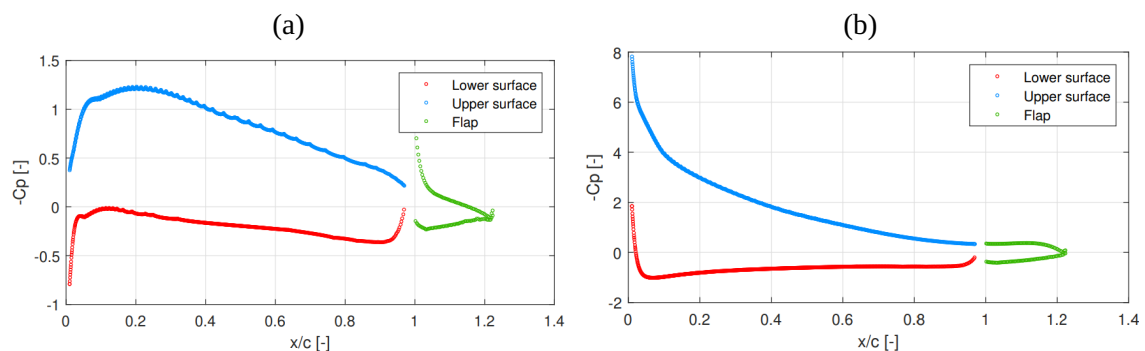 (a)
-Cp [-]
1.5
1
0.5
0
-0.5
-1
0
0.2
0.4
0.6
0.8
1
1.2
1.4
x/c [-]
Lower surface
Upper surface
Flap
(b)
-Cp [-]
8
6
4
2
0
-2
0
0.2
0.4
0.6
0.8
1
1.2
1.4
x/c [-]
Lower surface
Upper surface
Flap